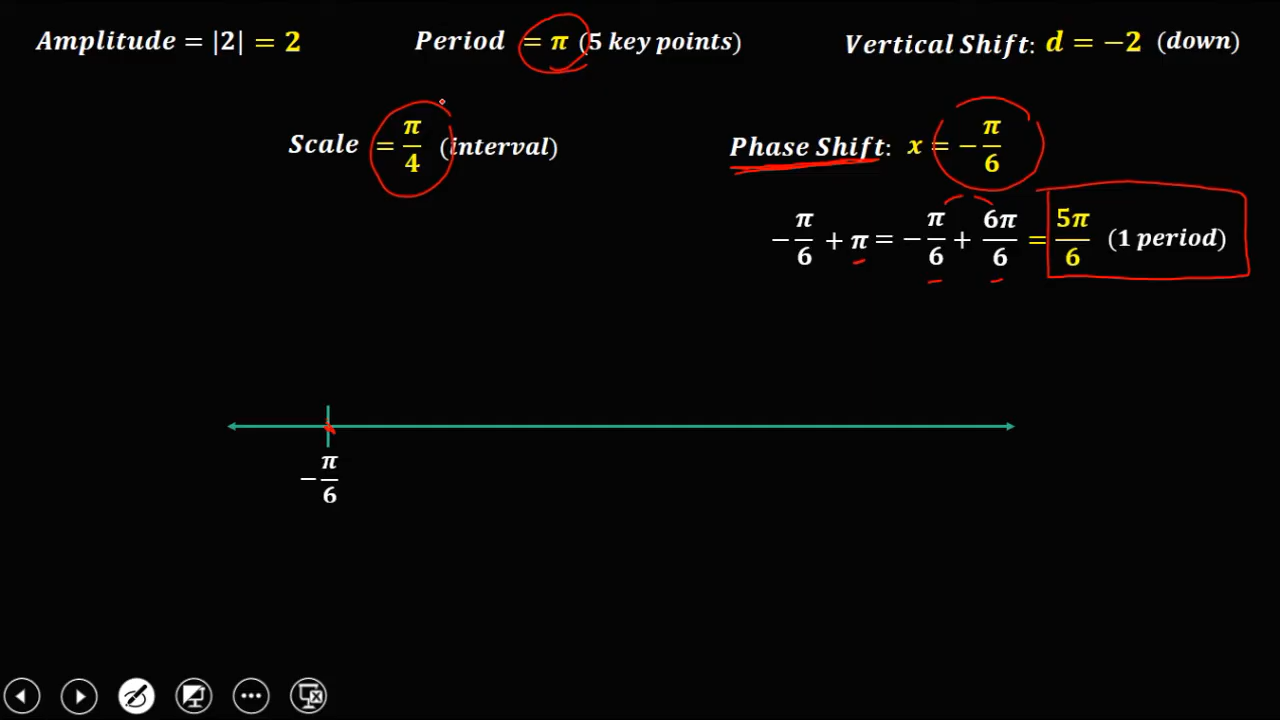 Amplitude = |2| = 2
Period = π (5 key points)
Vertical Shift: d = −2 (down)
Scale = π/4 (interval)
Phase Shift: x = −π/6
−π/6 + π = −π/6 + 6π/6 = 5π/6 (1 period)
−π/6